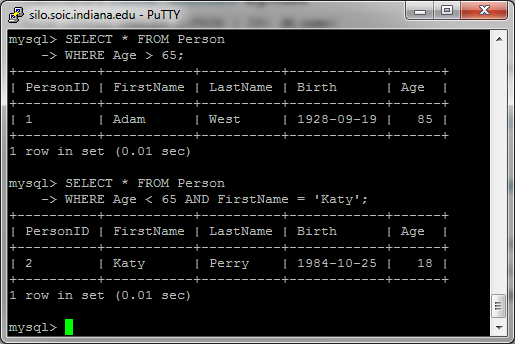 silo.soic.indiana.edu - PuTTY
mysql> SELECT * FROM Person
    -> WHERE Age > 65;
+----------+-----------+----------+------------+------+
| PersonID | FirstName | LastName | Birth      | Age  |
+----------+-----------+----------+------------+------+
| 1        | Adam      | West     | 1928-09-19 |   85 |
+----------+-----------+----------+------------+------+
1 row in set (0.01 sec)
mysql> SELECT * FROM Person
    -> WHERE Age < 65 AND FirstName = 'Katy';
+----------+-----------+----------+------------+------+
| PersonID | FirstName | LastName | Birth      | Age  |
+----------+-----------+----------+------------+------+
| 2        | Katy      | Perry    | 1984-10-25 |   18 |
+----------+-----------+----------+------------+------+
1 row in set (0.01 sec)
mysql>